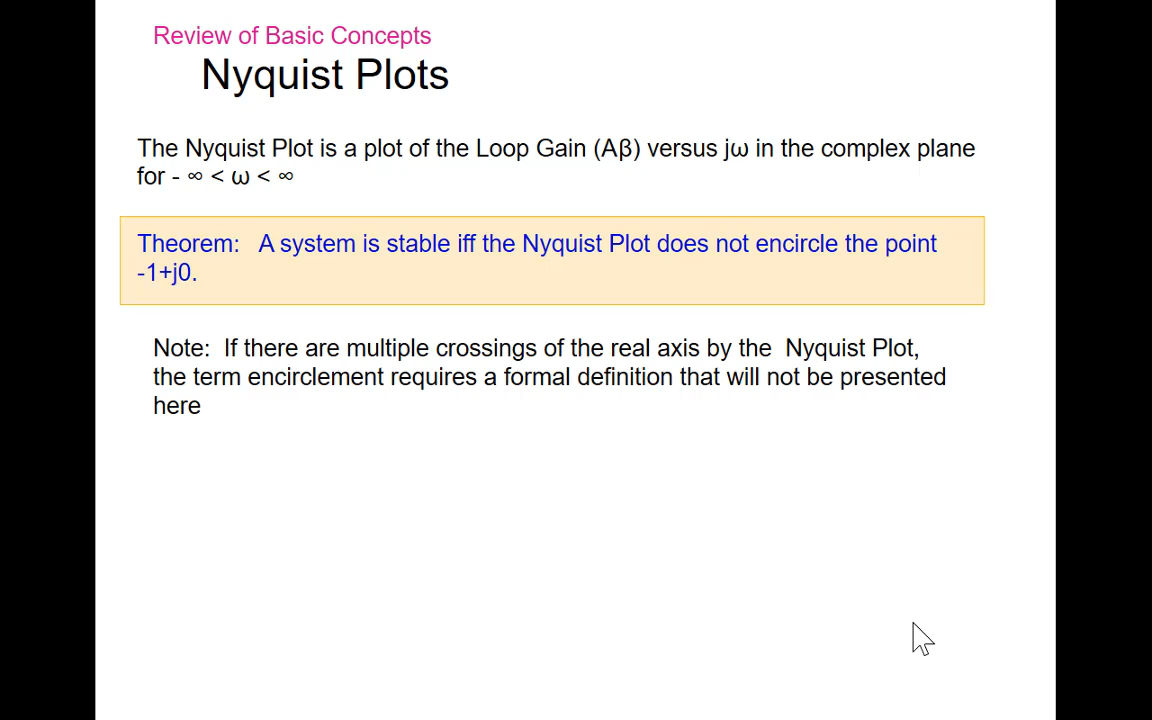 Review of Basic Concepts
Nyquist Plots
The Nyquist Plot is a plot of the Loop Gain (Aβ) versus jω in the complex plane
for - ∞ < ω < ∞
Theorem: A system is stable iff the Nyquist Plot does not encircle the point
-1+j0.
Note: If there are multiple crossings of the real axis by the Nyquist Plot,
the term encirclement requires a formal definition that will not be presented
here